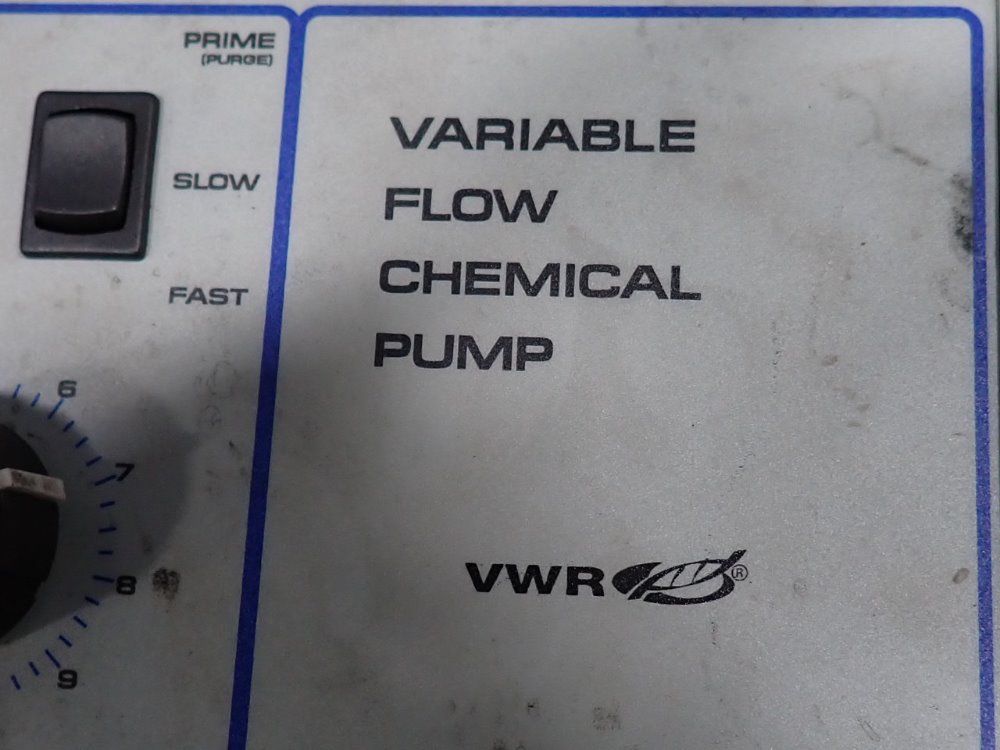 PRIME
(PURGE)
SLOW
FAST
6
7
8
9
VARIABLE
FLOW
CHEMICAL
PUMP
VWR ®